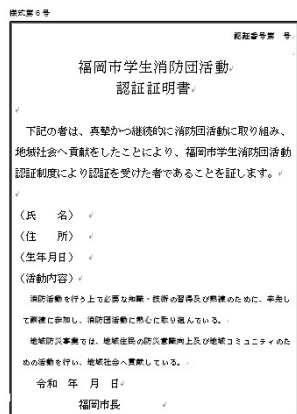 様式第6号
認証番号第　号
福岡市学生消防団活動
認証証明書
下記の者は、真摯かつ継続的に消防団活動に取り組み、
地域社会へ貢献をしたことにより、福岡市学生消防団活動
認証制度により認証を受けた者であることを証します。
（氏　　名）
（住　　所）
（生年月日）
（活動内容）
消防活動を行う上で必要な知識・技術の習得及び熟練のために、率先し
て訓練に参加し、消防団活動に熱心に取り組んでいる。
地域防災事業では、地域住民の防災意識向上及び地域コミュニティのた
めの活動を行い、地域社会へ貢献している。
令和　年　月　日
福岡市長